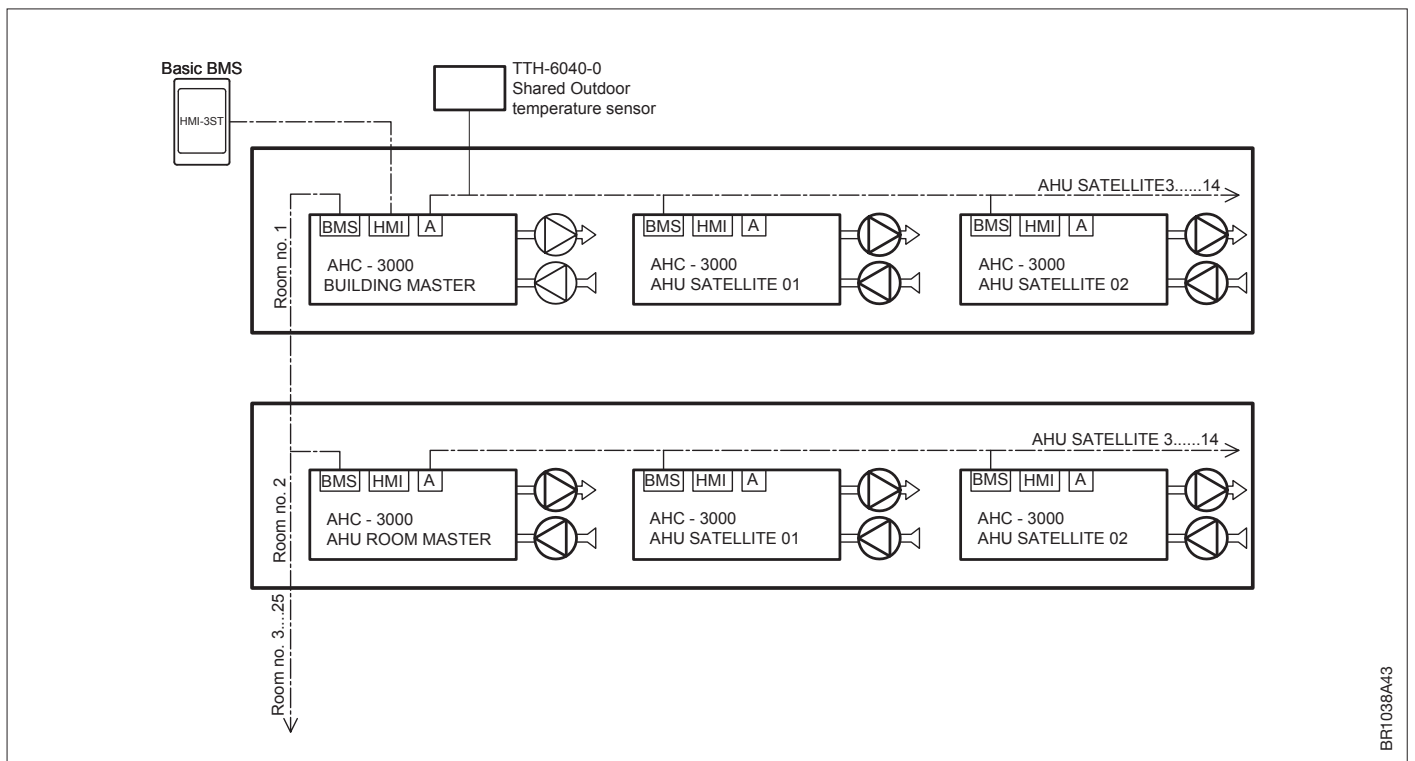 Basic BMS
HMI-3ST
TTH-6040-0
Shared Outdoor
temperature sensor
Room no. 1
AHU SATELLITE3......14
BMS HMI A
AHC - 3000
BUILDING MASTER
BMS HMI A
AHC - 3000
AHU SATELLITE 01
BMS HMI A
AHC - 3000
AHU SATELLITE 02
Room no. 2
AHU SATELLITE 3......14
BMS HMI A
AHC - 3000
AHU ROOM MASTER
BMS HMI A
AHC - 3000
AHU SATELLITE 01
BMS HMI A
AHC - 3000
AHU SATELLITE 02
Room no. 3....25
BR1038A43